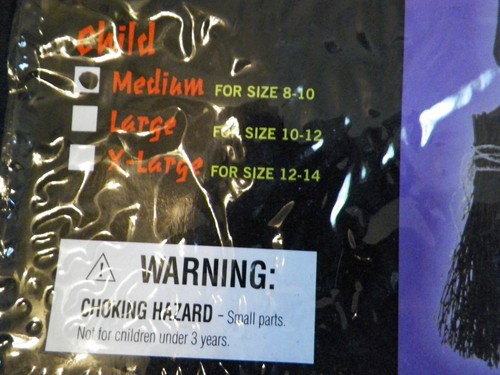 Child
Medium FOR SIZE 8-10
Large FOR SIZE 10-12
X-Large FOR SIZE 12-14
WARNING:
CHOKING HAZARD - Small parts.
Not for children under 3 years.